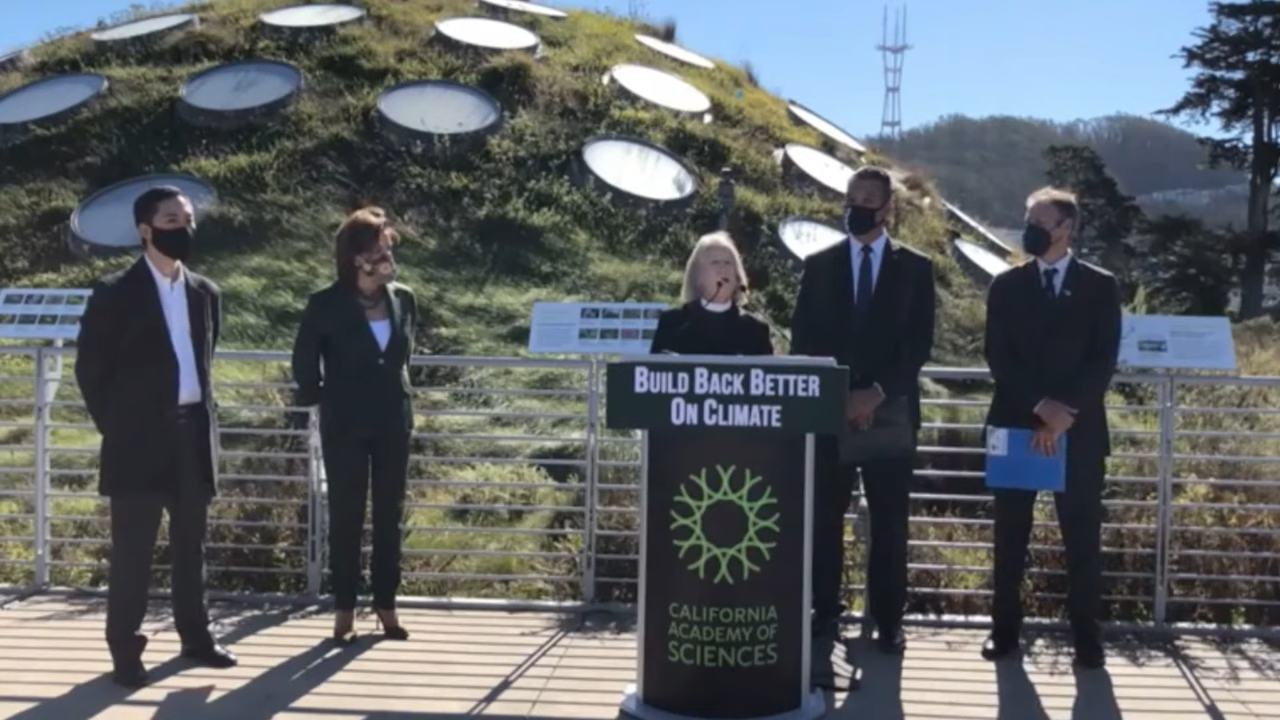 BUILD BACK BETTER
ON CLIMATE
CALIFORNIA
ACADEMY OF
SCIENCES